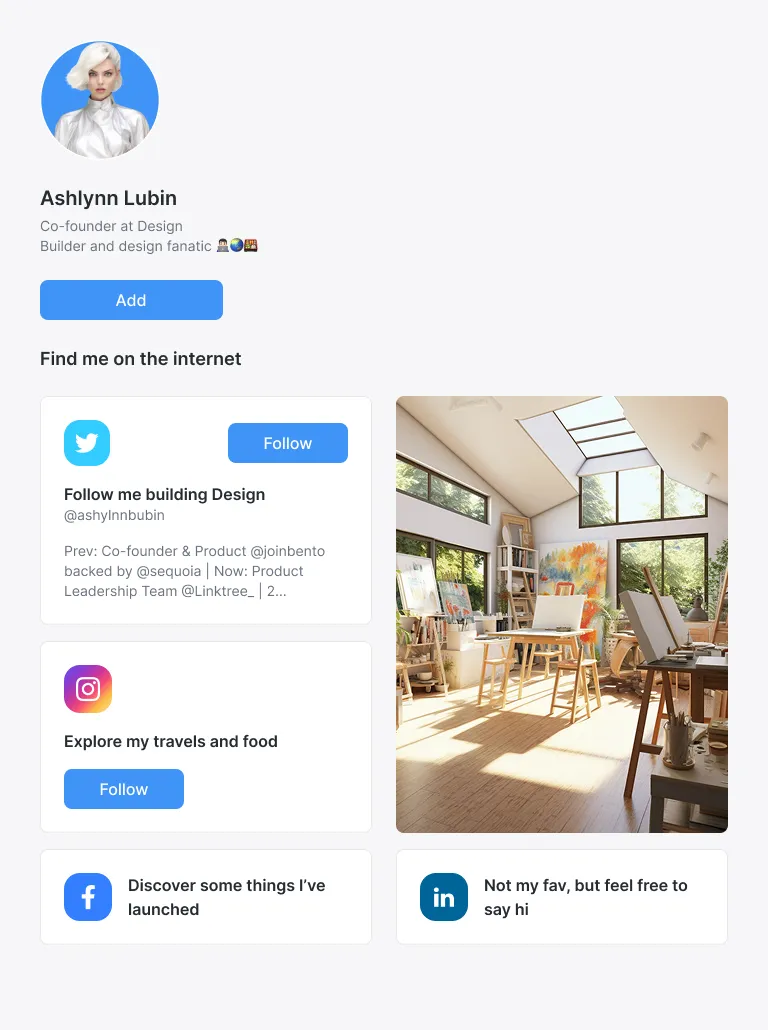 Ashlynn Lubin
Co-founder at Design
Builder and design fanatic 👨🏻‍💻🌏🍱
Add
Find me on the internet
Follow
Follow me building Design
@ashylnnbubin
Prev: Co-founder & Product @joinbento
backed by @sequoia | Now: Product
Leadership Team @Linktree_ | 2...
Explore my travels and food
Follow
Discover some things I’ve
launched
in
Not my fav, but feel free to
say hi